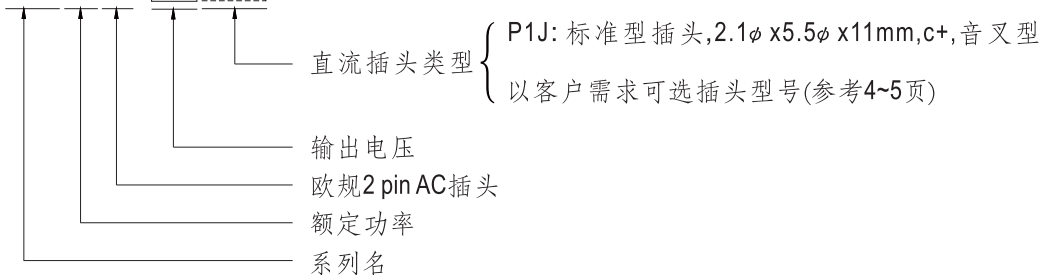 P1J: 标准型插头,2.1φ x5.5φ x11mm,c+,音叉型
直流插头类型
以客户需求可选插头型号(参考4~5页)
输出电压
欧规2 pin AC插头
额定功率
系列名